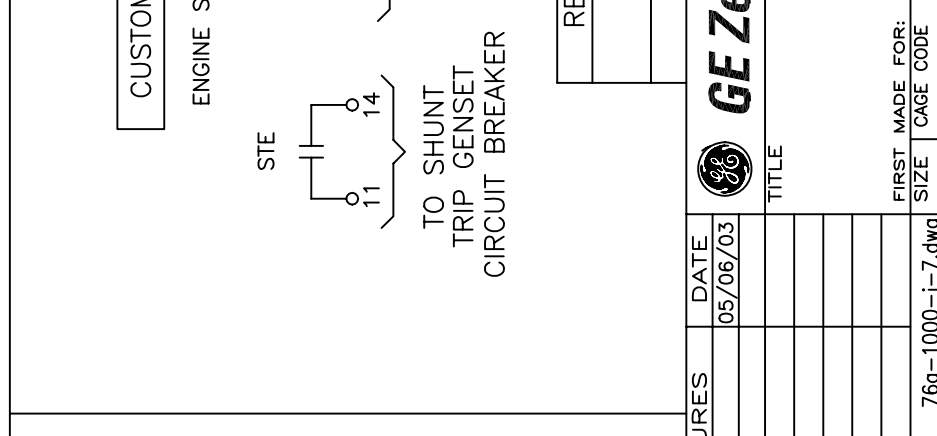 CUSTOM
ENGINE S
STE
11 14
TO SHUNT
TRIP GENSET
CIRCUIT BREAKER
RE
GE Ze
TITLE
FIRST MADE FOR:
SIZE CAGE CODE
URES DATE
05/06/03
76g-1000-i-7.dwg